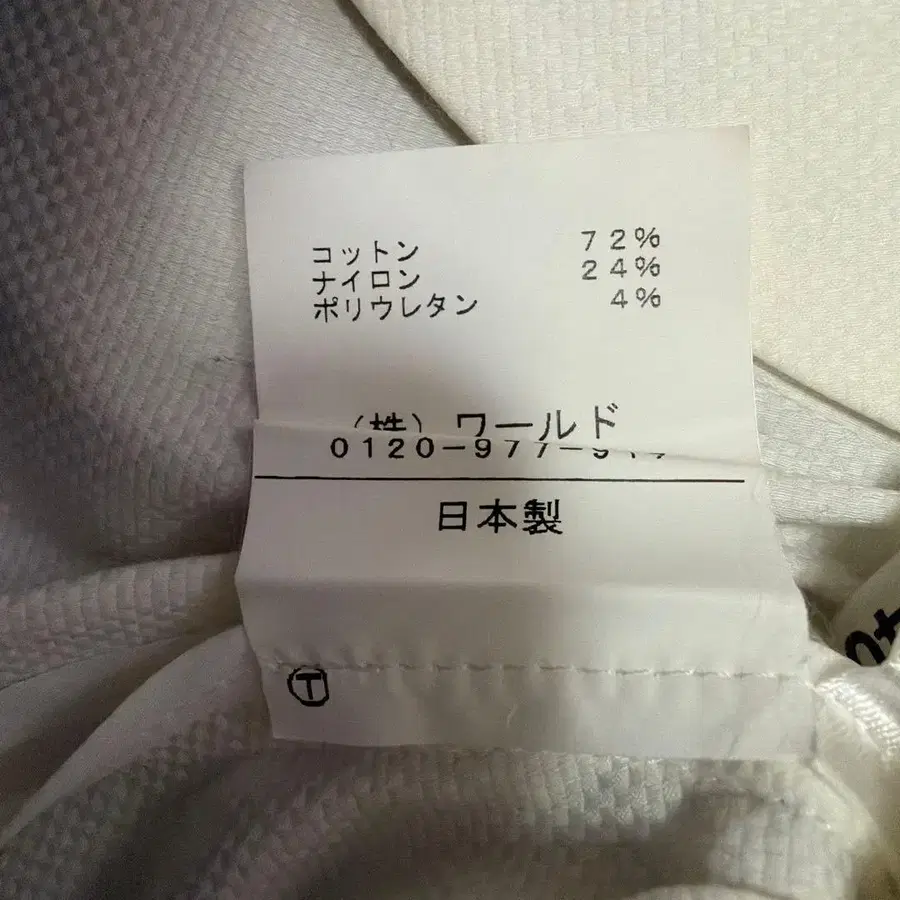 コットン 72%
ナイロン 24%
ポリウレタン 4%
(株) ワールド
日本製
T